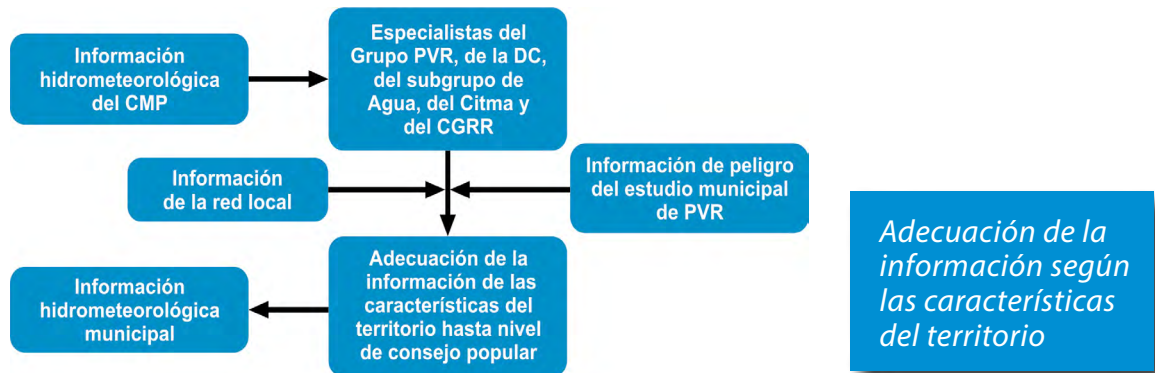 Información
hidrometeorológica
del CMP
Especialistas del
Grupo PVR, de la DC,
del subgrupo de
Agua, del Citma y
del CGRR
Información
de la red local
Información de peligro
del estudio municipal
de PVR
Adecuación de la
información de las
características del
territorio hasta nivel
de consejo popular
Información
hidrometeorológica
municipal
Adecuación de la
información según
las características
del territorio